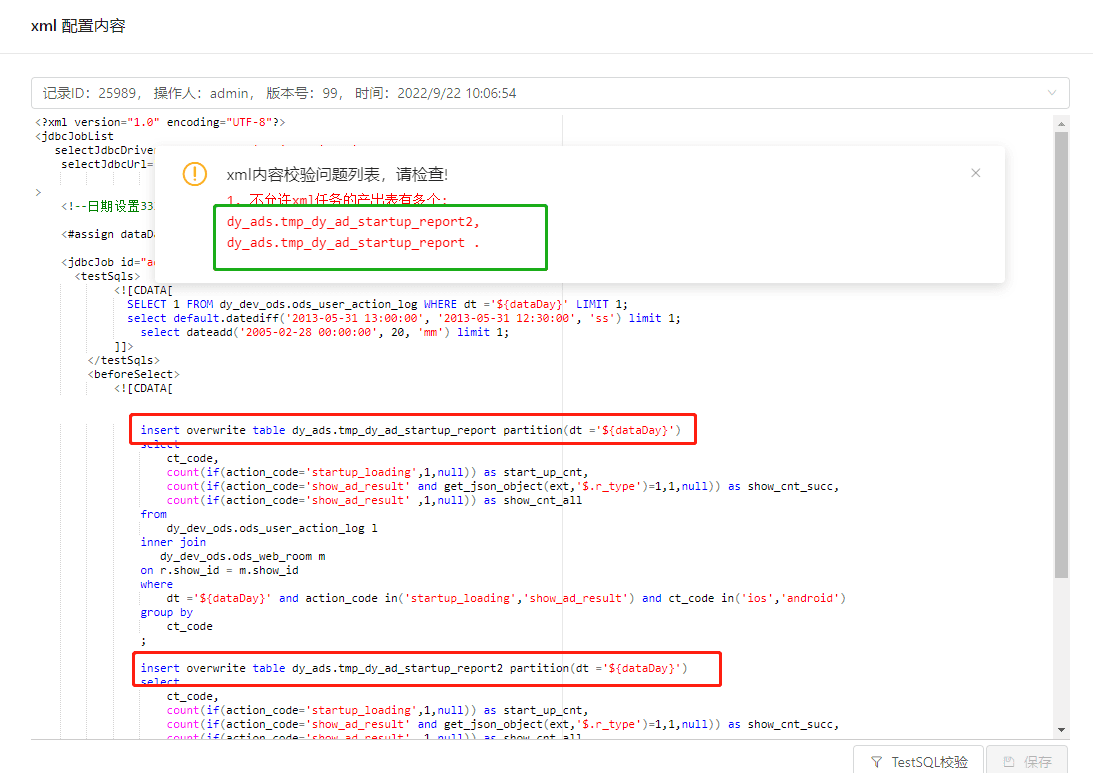 xml 配置内容
记录ID: 25989, 操作人: admin, 版本号: 99, 时间: 2022/9/22 10:06:54
<?xml version="1.0" encoding="UTF-8"?>
<jdbcJobList
selectJdbcDriver
selectJdbcUrl=
>
<!--日期设置33
<#assign dataDa
<jdbcJob id="ad
xml内容校验问题列表，请检查!
1、不允许xml任务的产出表有多个:
dy_ads.tmp_dy_ad_startup_report2,
dy_ads.tmp_dy_ad_startup_report .
<testSqls>
<![CDATA[
SELECT 1 FROM dy_dev_ods.ods_user_action_log WHERE dt ='${dataDay}' LIMIT 1;
select default.datediff('2013-05-31 13:00:00', '2013-05-31 12:30:00', 'ss') limit 1;
select dateadd('2005-02-28 00:00:00', 20, 'mm') limit 1;
]]>
</testSqls>
<beforeSelect>
<![CDATA[
insert overwrite table dy_ads.tmp_dy_ad_startup_report partition(dt ='${dataDay}')
select
ct_code,
count(if(action_code='startup_loading',1,null)) as start_up_cnt,
count(if(action_code='show_ad_result' and get_json_object(ext,'$.r_type')=1,1,null)) as show_cnt_succ,
count(if(action_code='show_ad_result' ,1,null)) as show_cnt_all
from
dy_dev_ods.ods_user_action_log l
inner join
dy_dev_ods.ods_web_room m
on r.show_id = m.show_id
where
dt ='${dataDay}' and action_code in('startup_loading','show_ad_result') and ct_code in('ios','android')
group by
ct_code
;
insert overwrite table dy_ads.tmp_dy_ad_startup_report2 partition(dt ='${dataDay}')
select
ct_code,
count(if(action_code='startup_loading',1,null)) as start_up_cnt,
count(if(action_code='show_ad_result' and get_json_object(ext,'$.r_type')=1,1,null)) as show_cnt_succ,
count(if(action_code='show_ad_result' ,1,null)) as show_cnt_all
TestSQL校验
保存